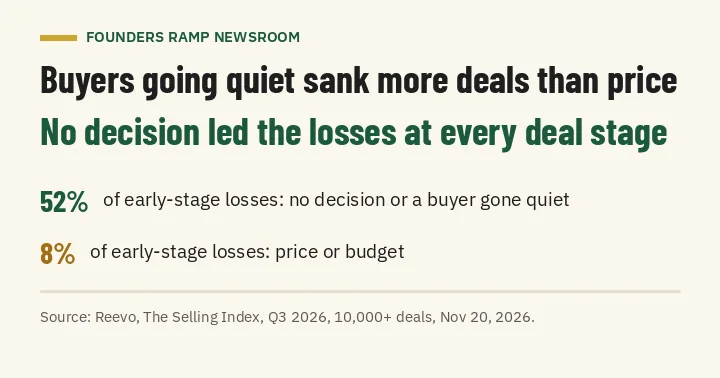 FOUNDERS RAMP NEWSROOM
Buyers going quiet sank more deals than price
No decision led the losses at every deal stage
52% of early-stage losses: no decision or a buyer gone quiet
8% of early-stage losses: price or budget
Source: Reevo, The Selling Index, Q3 2026, 10,000+ deals, Nov 20, 2026.